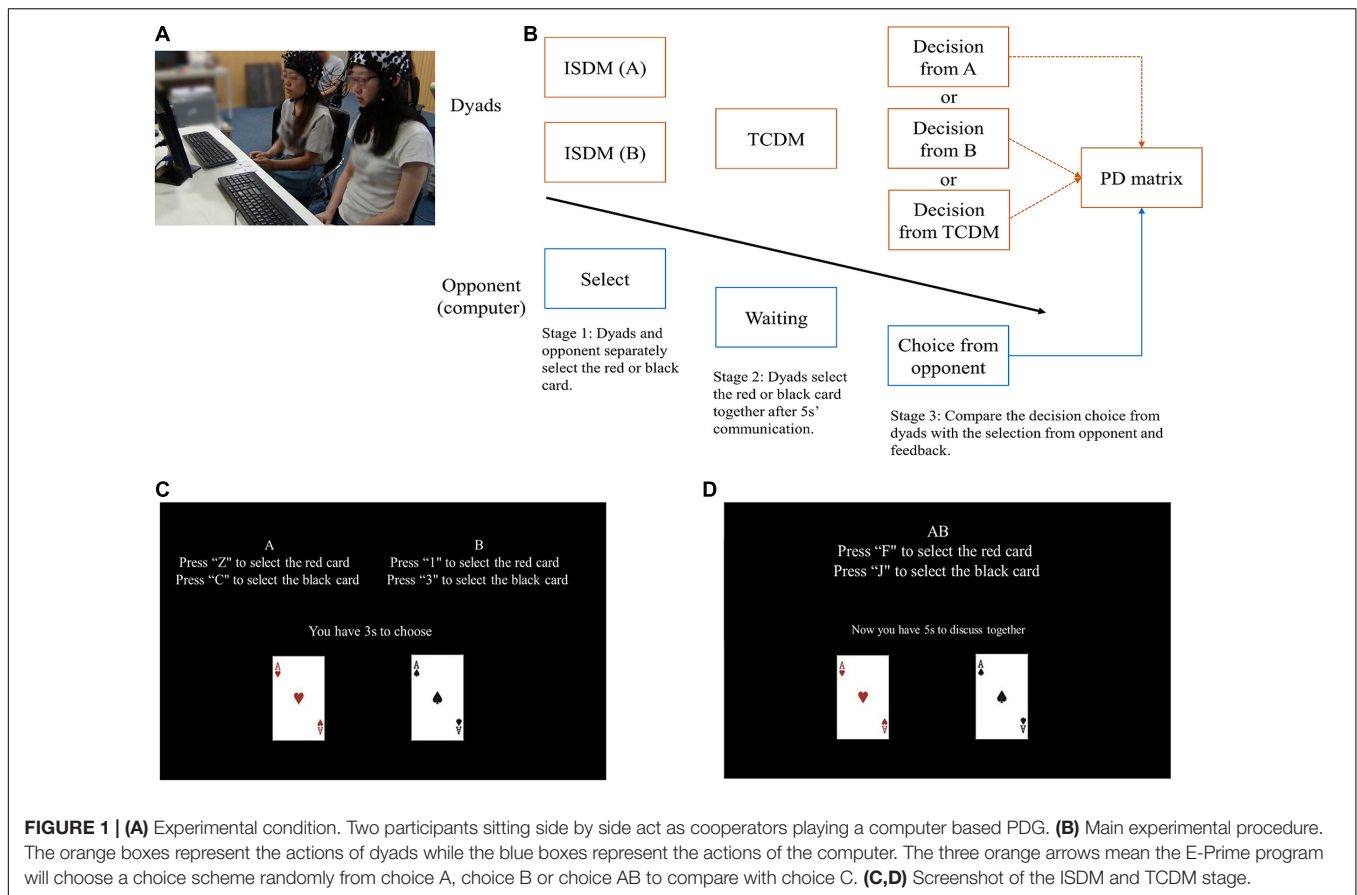 A
B
Dyads
ISDM (A)
ISDM (B)
TCDM
Decision
from A
or
Decision
from B
or
Decision
from TCDM
PD matrix
Opponent
(computer)
Select
Waiting
Choice from
opponent
Stage 1: Dyads and
opponent separately
select the red or black
card.
Stage 2: Dyads select
the red or black card
together after 5s'
communication.
Stage 3: Compare the decision choice from
dyads with the selection from opponent and
feedback.
C
A
Press “Z" to select the red card
Press “C" to select the black card
B
Press “1" to select the red card
Press “3" to select the black card
You have 3s to choose
A
A
A
A
D
AB
Press “F" to select the red card
Press “J" to select the black card
Now you have 5s to discuss together
A
A
A
A
FIGURE 1 | (A) Experimental condition. Two participants sitting side by side act as cooperators playing a computer based PDG. (B) Main experimental procedure.
The orange boxes represent the actions of dyads while the blue boxes represent the actions of the computer. The three orange arrows mean the E-Prime program
will choose a choice scheme randomly from choice A, choice B or choice AB to compare with choice C. (C,D) Screenshot of the ISDM and TCDM stage.